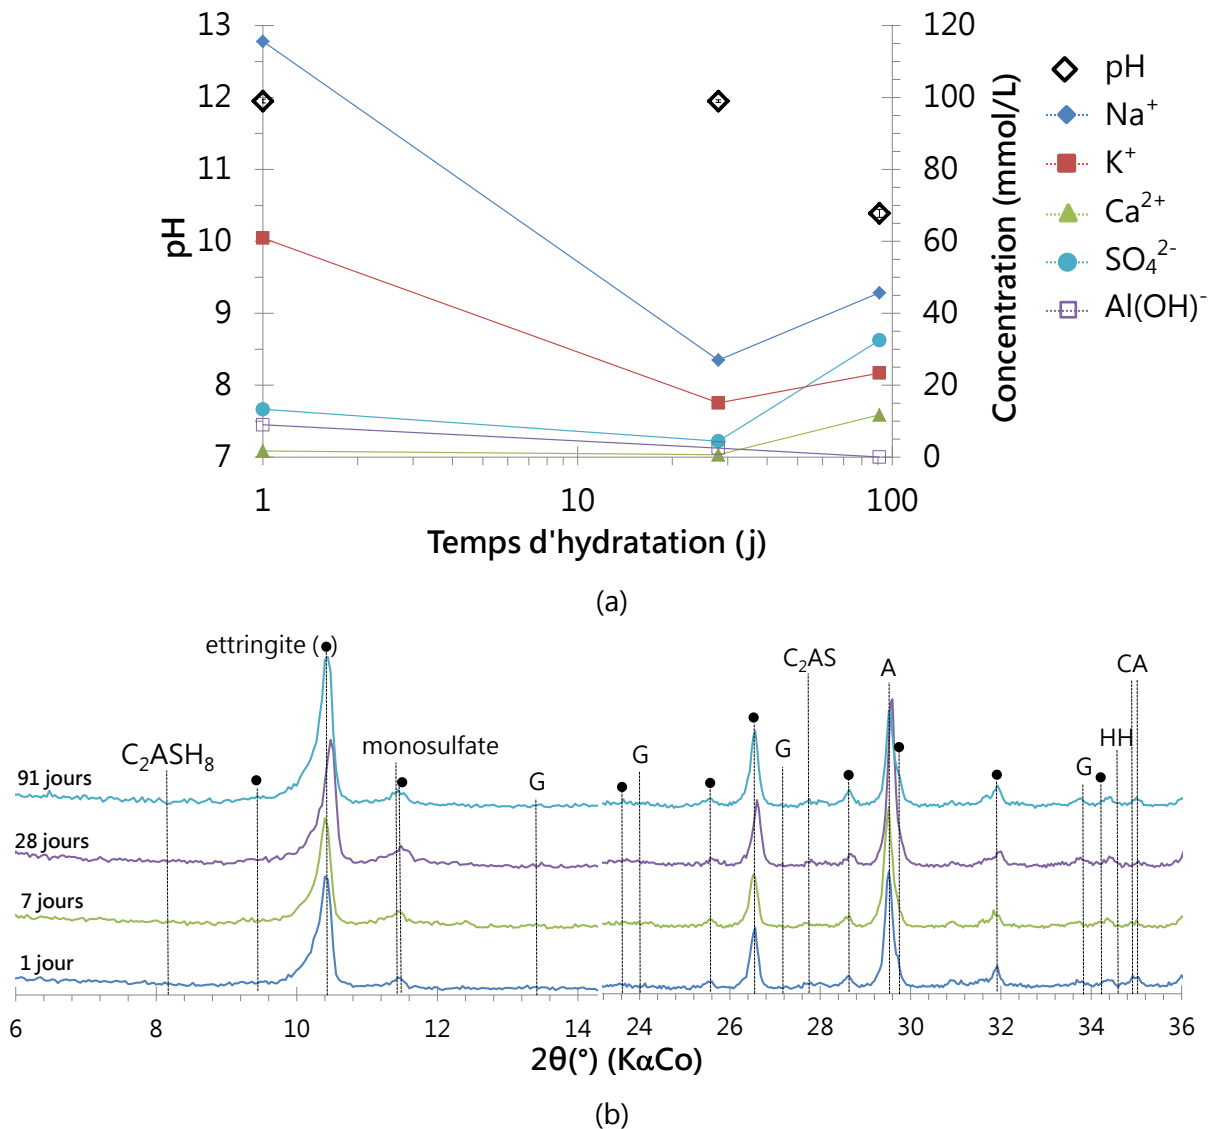 13
12
11
10
9
8
7
pH
120
100
80
60
40
20
0
Concentration (mmol/L)
1
10
100
Temps d'hydratation (j)
pH
Na⁺
K⁺
Ca²⁺
SO₄²⁻
Al(OH)⁻
(a)
ettringite (●)
C₂ASH₈
monosulfate
G
G
G
C₂AS
A
HH
CA
G
91 jours
28 jours
7 jours
1 jour
6 8 10 12 14 24 26 28 30 32 34 36
2θ(°) (KαCo)
(b)